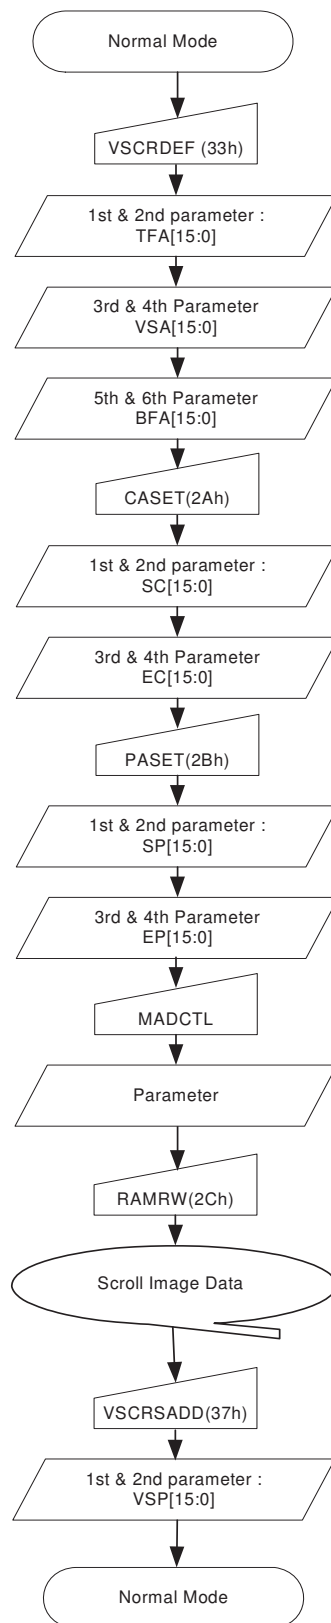 Normal Mode
VSCRDEF (33h)
1st & 2nd parameter :
TFA[15:0]
3rd & 4th Parameter
VSA[15:0]
5th & 6th Parameter
BFA[15:0]
CASET(2Ah)
1st & 2nd parameter :
SC[15:0]
3rd & 4th Parameter
EC[15:0]
PASET(2Bh)
1st & 2nd parameter :
SP[15:0]
3rd & 4th Parameter
EP[15:0]
MADCTL
Parameter
RAMRW(2Ch)
Scroll Image Data
VSCRSADD(37h)
1st & 2nd parameter :
VSP[15:0]
Normal Mode